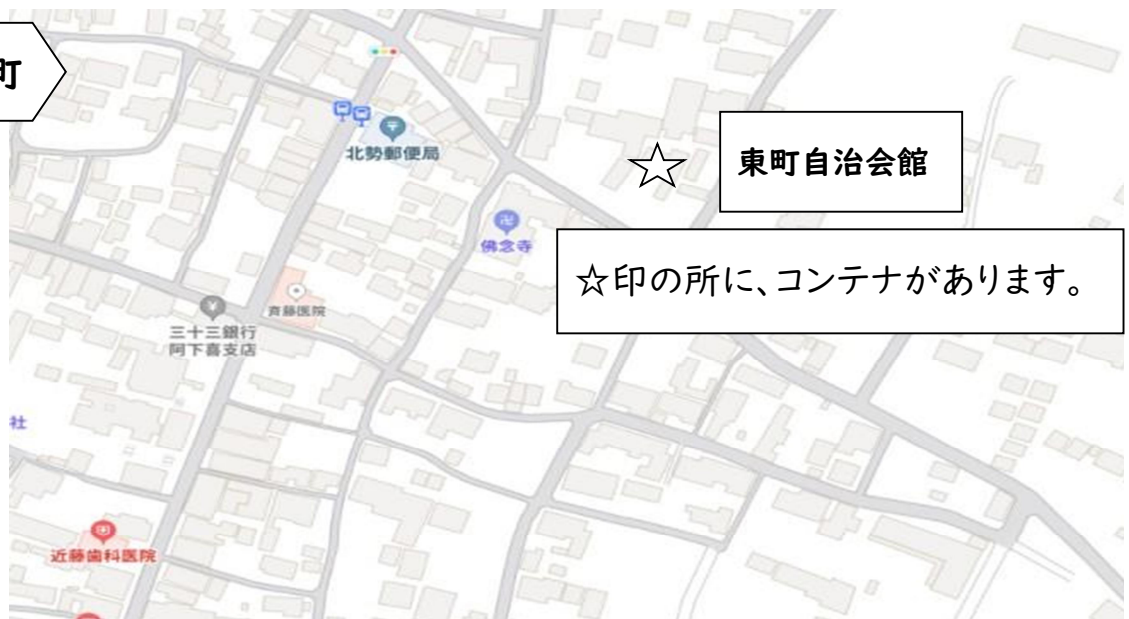 町
北勢郵便局
東町自治会館
佛念寺
☆印の所に、コンテナがあります。
斉藤医院
三十三銀行
阿下喜支店
社
近藤歯科医院